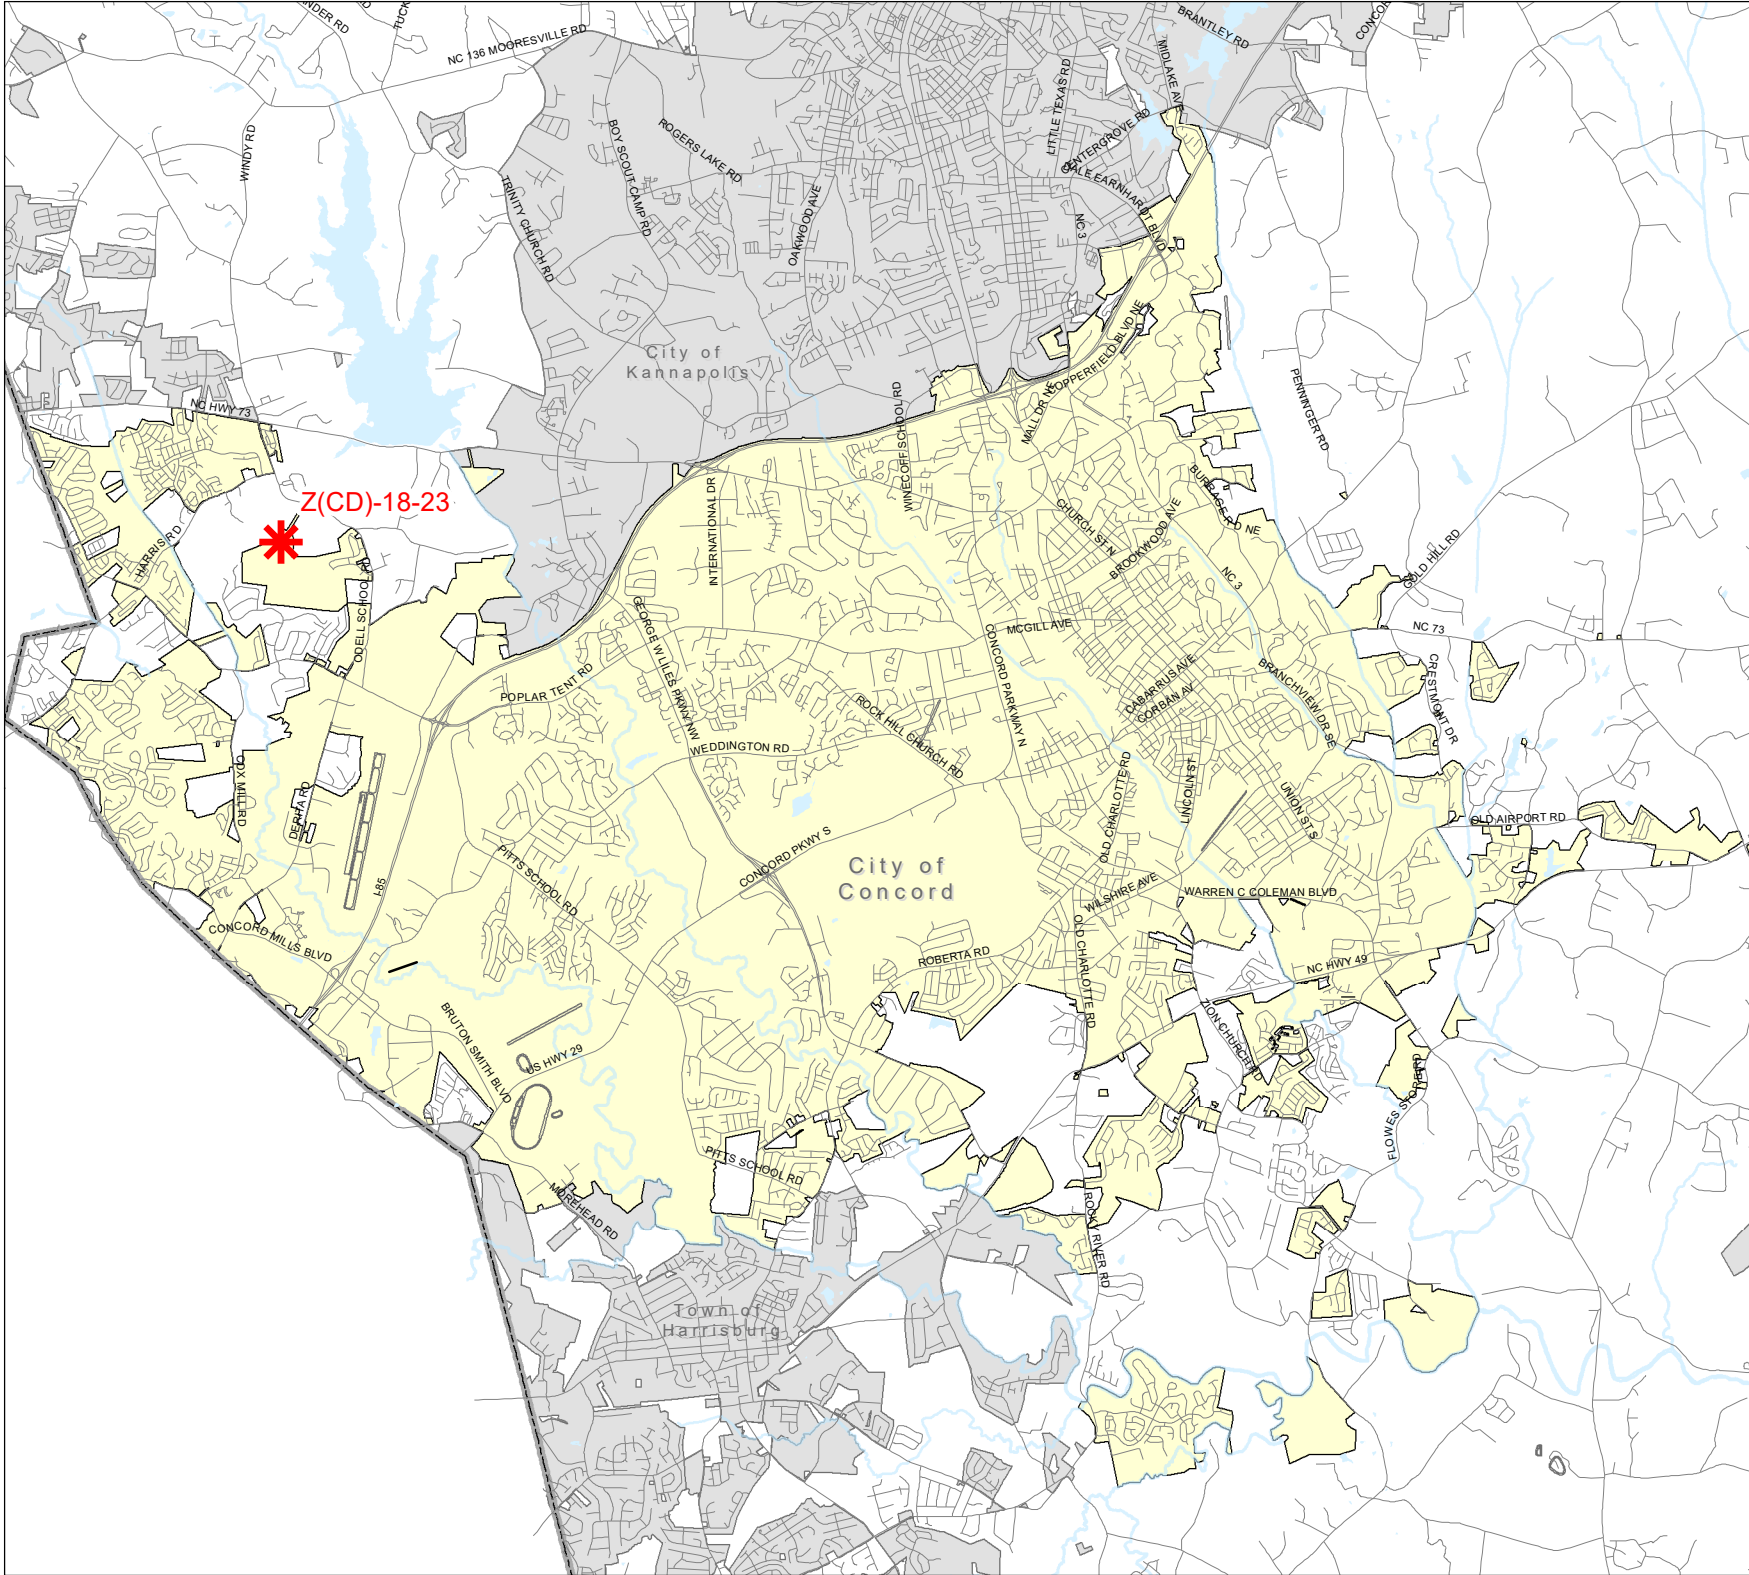 BRANTLEY RD
NC 136 MOORESVILLE RD
MIDLAKE AVE
LITTLE TEXAS RD
WINDY RD
BOY SCOUT CAMP RD
ROGERS LAKE RD
TRINITY CHURCH RD
OAKWOOD AVE
DALE EARNHARDT BLVD
NC 3
City of
Kannapolis
COPPERFIELD BLVD NE
MALL DR NE
WINECOFF SCHOOL RD
PENNINGER RD
NC HWY 73
Z(CD)-18-23
INTERNATIONAL DR
CHURCH ST N
BROOKWOOD AVE
BURRAGE RD NE
HARRIS RD
NC 3
GOLD HILL RD
ODELL SCHOOL RD
GEORGE W LILES PKWY NW
MCGILL AVE
NC 73
CONCORD PARKWAY N
POPLAR TENT RD
CABARRUS AVE
CORBAN AV
BRANCHVIEW DR SE
CRESTMONT DR
ROCK HILL CHURCH RD
WEDDINGTON RD
COX MILL RD
DERITA RD
OLD CHARLOTTE RD
LINCOLN ST
UNION ST S
OLD AIRPORT RD
CONCORD PKWY S
PITTS SCHOOL RD
City of
Concord
I-85
WILSHIRE AVE
WARREN C COLEMAN BLVD
CONCORD MILLS BLVD
ROBERTA RD
OLD CHARLOTTE RD
NC HWY 49
BRUTON SMITH BLVD
US HWY 29
ZION CHURCH RD
PITTS SCHOOL RD
MOREHEAD RD
ROCKY RIVER RD
Town of
Harrisburg